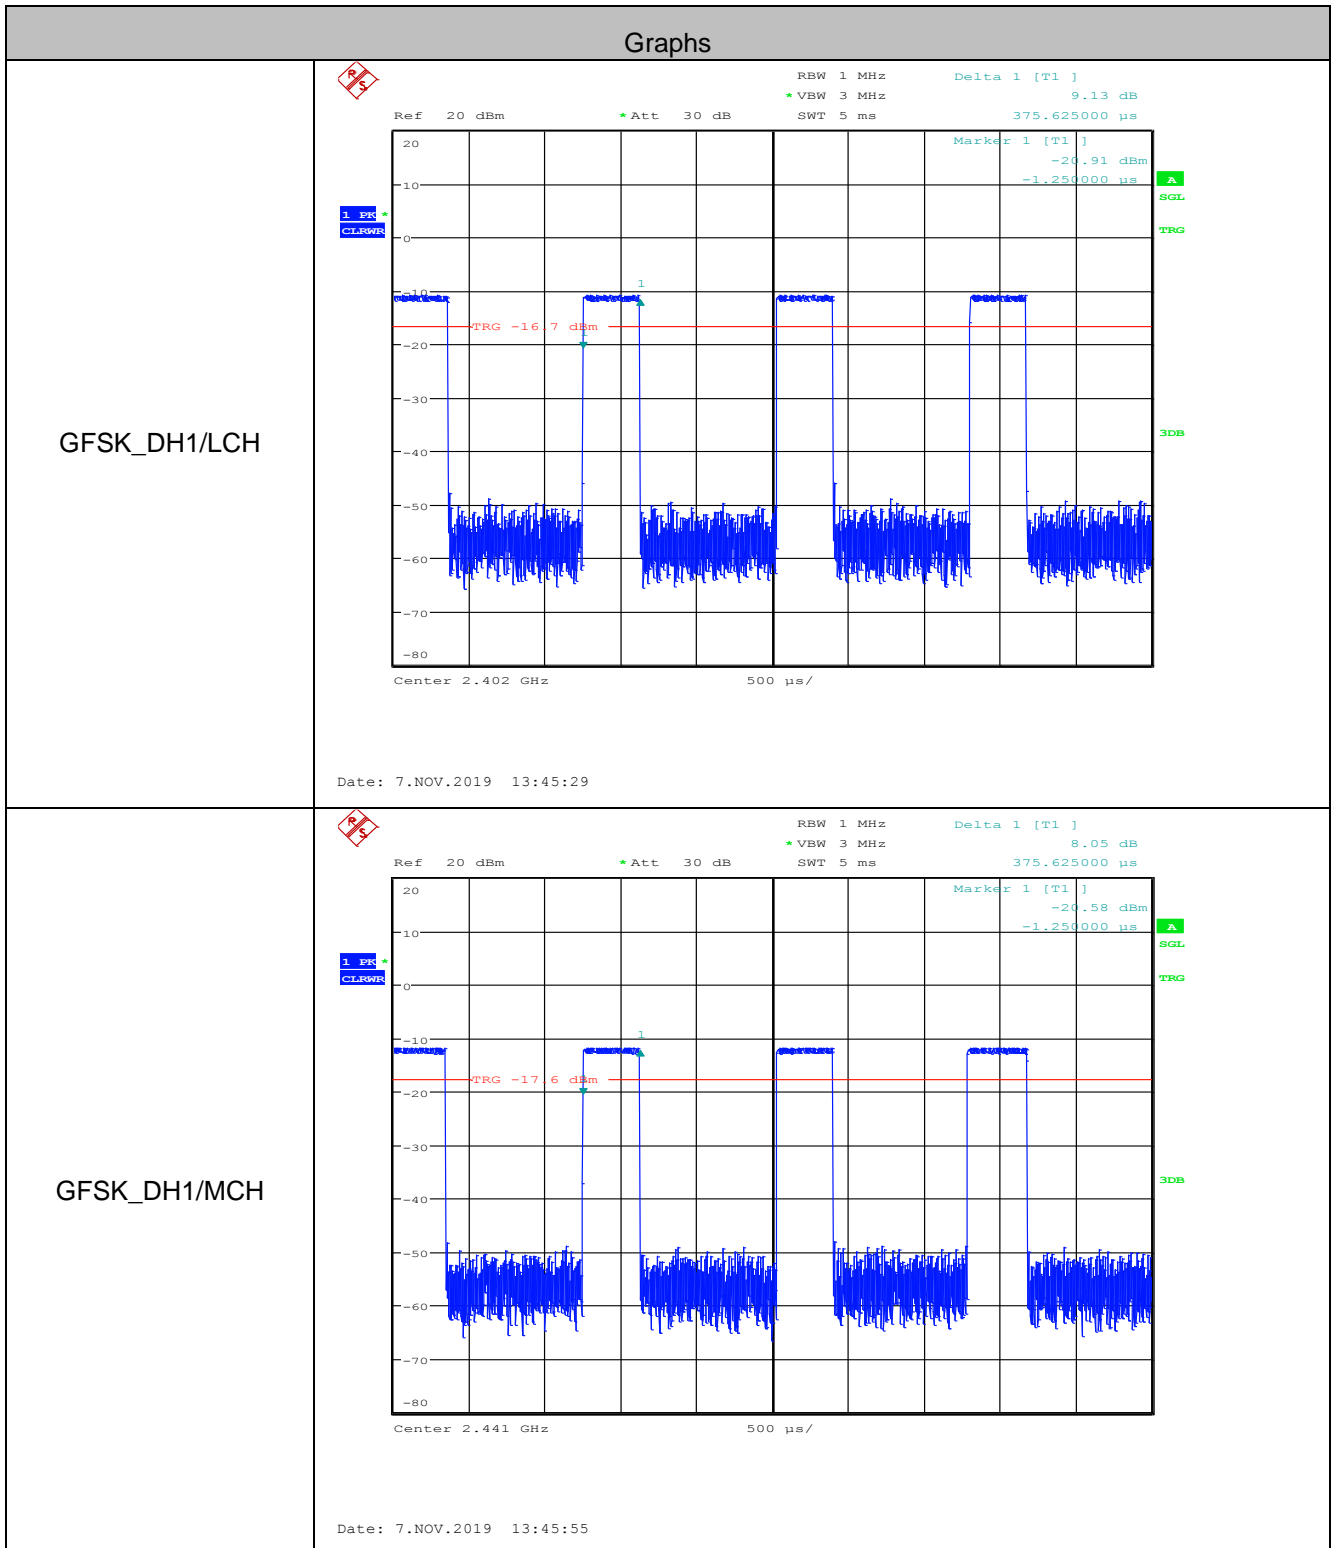 Graphs
GFSK_DH1/LCH
R S
RBW 1 MHz Delta 1 [T1 ]
* VBW 3 MHz 9.13 dB
Ref 20 dBm * Att 30 dB SWT 5 ms 375.625000 µs
20 Marker 1 [T1 ]
-20.91 dBm
10 -1.250000 µs A
SGL
1 PK *
CLRWR TRG
0
1
-10
TRG -16.7 dBm
1
-20
-30
3DB
-40
-50
-60
-70
-80
Center 2.402 GHz 500 µs/
Date: 7.NOV.2019 13:45:29
GFSK_DH1/MCH
R S
RBW 1 MHz Delta 1 [T1 ]
* VBW 3 MHz 8.05 dB
Ref 20 dBm * Att 30 dB SWT 5 ms 375.625000 µs
20 Marker 1 [T1 ]
-20.58 dBm
10 -1.250000 µs A
SGL
1 PK *
CLRWR TRG
0
1
-10
TRG -17.6 dBm
-20
-30
3DB
-40
-50
-60
-70
-80
Center 2.441 GHz 500 µs/
Date: 7.NOV.2019 13:45:55